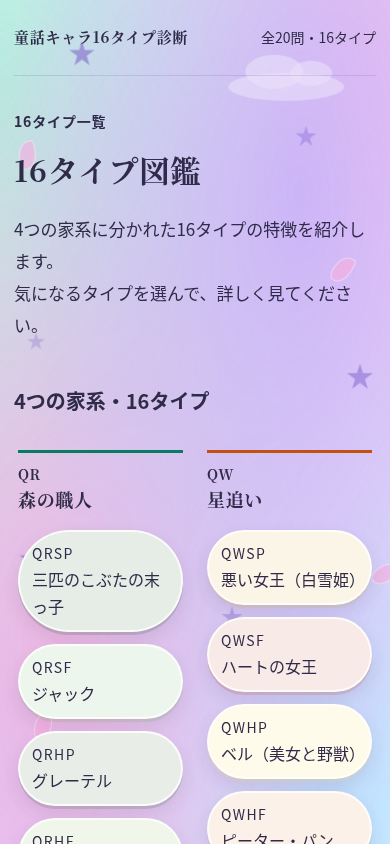 童話キャラ16タイプ診断
全20問・16タイプ
16タイプ一覧
16タイプ図鑑
4つの家系に分かれた16タイプの特徴を紹介し
ます。
気になるタイプを選んで、詳しく見てくださ
い。
4つの家系・16タイプ
QR
森の職人
QRSP
三匹のこぶたの末
っ子
QRSF
ジャック
QRHP
グレーテル
QRHF
QW
星追い
QWSP
悪い女王（白雪姫）
QWSF
ハートの女王
QWHP
ベル（美女と野獣）
QWHF
ピーター・パン